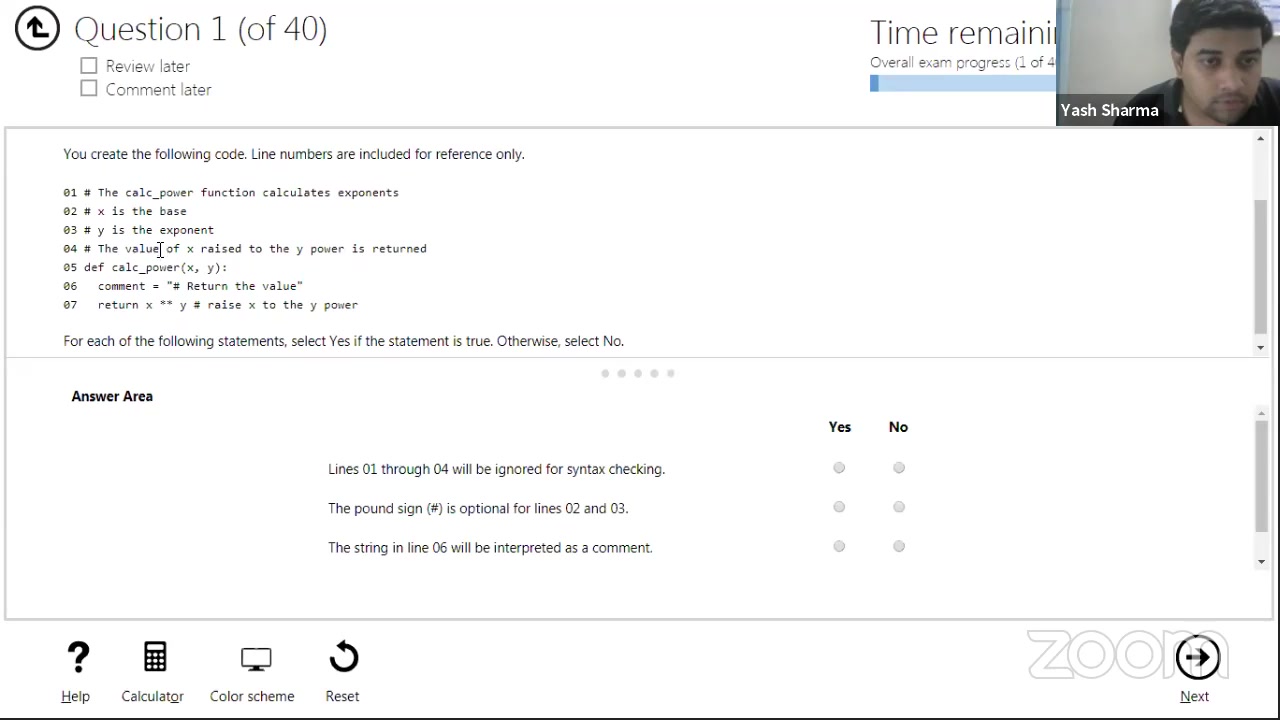 Question 1 (of 40)
Review later
Comment later
Time remaini
Overall exam progress (1 of 4
Yash Sharma
You create the following code. Line numbers are included for reference only.
01 # The calc_power function calculates exponents
02 # x is the base
03 # y is the exponent
04 # The value of x raised to the y power is returned
05 def calc_power(x, y):
06   comment = "# Return the value"
07   return x ** y # raise x to the y power
For each of the following statements, select Yes if the statement is true. Otherwise, select No.
Answer Area
Yes No
Lines 01 through 04 will be ignored for syntax checking.
The pound sign (#) is optional for lines 02 and 03.
The string in line 06 will be interpreted as a comment.
zoom
Help Calculator Color scheme Reset Next